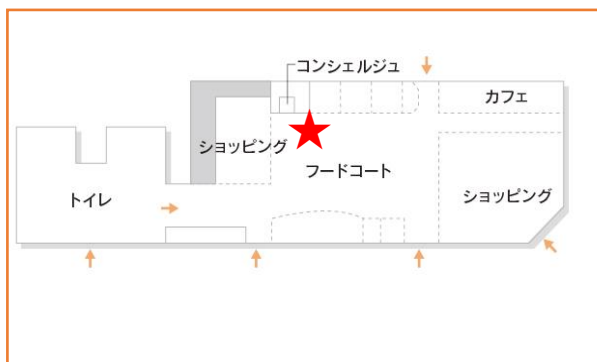 コンシェルジュ
カフェ
ショッピング
フードコート
トイレ
ショッピング